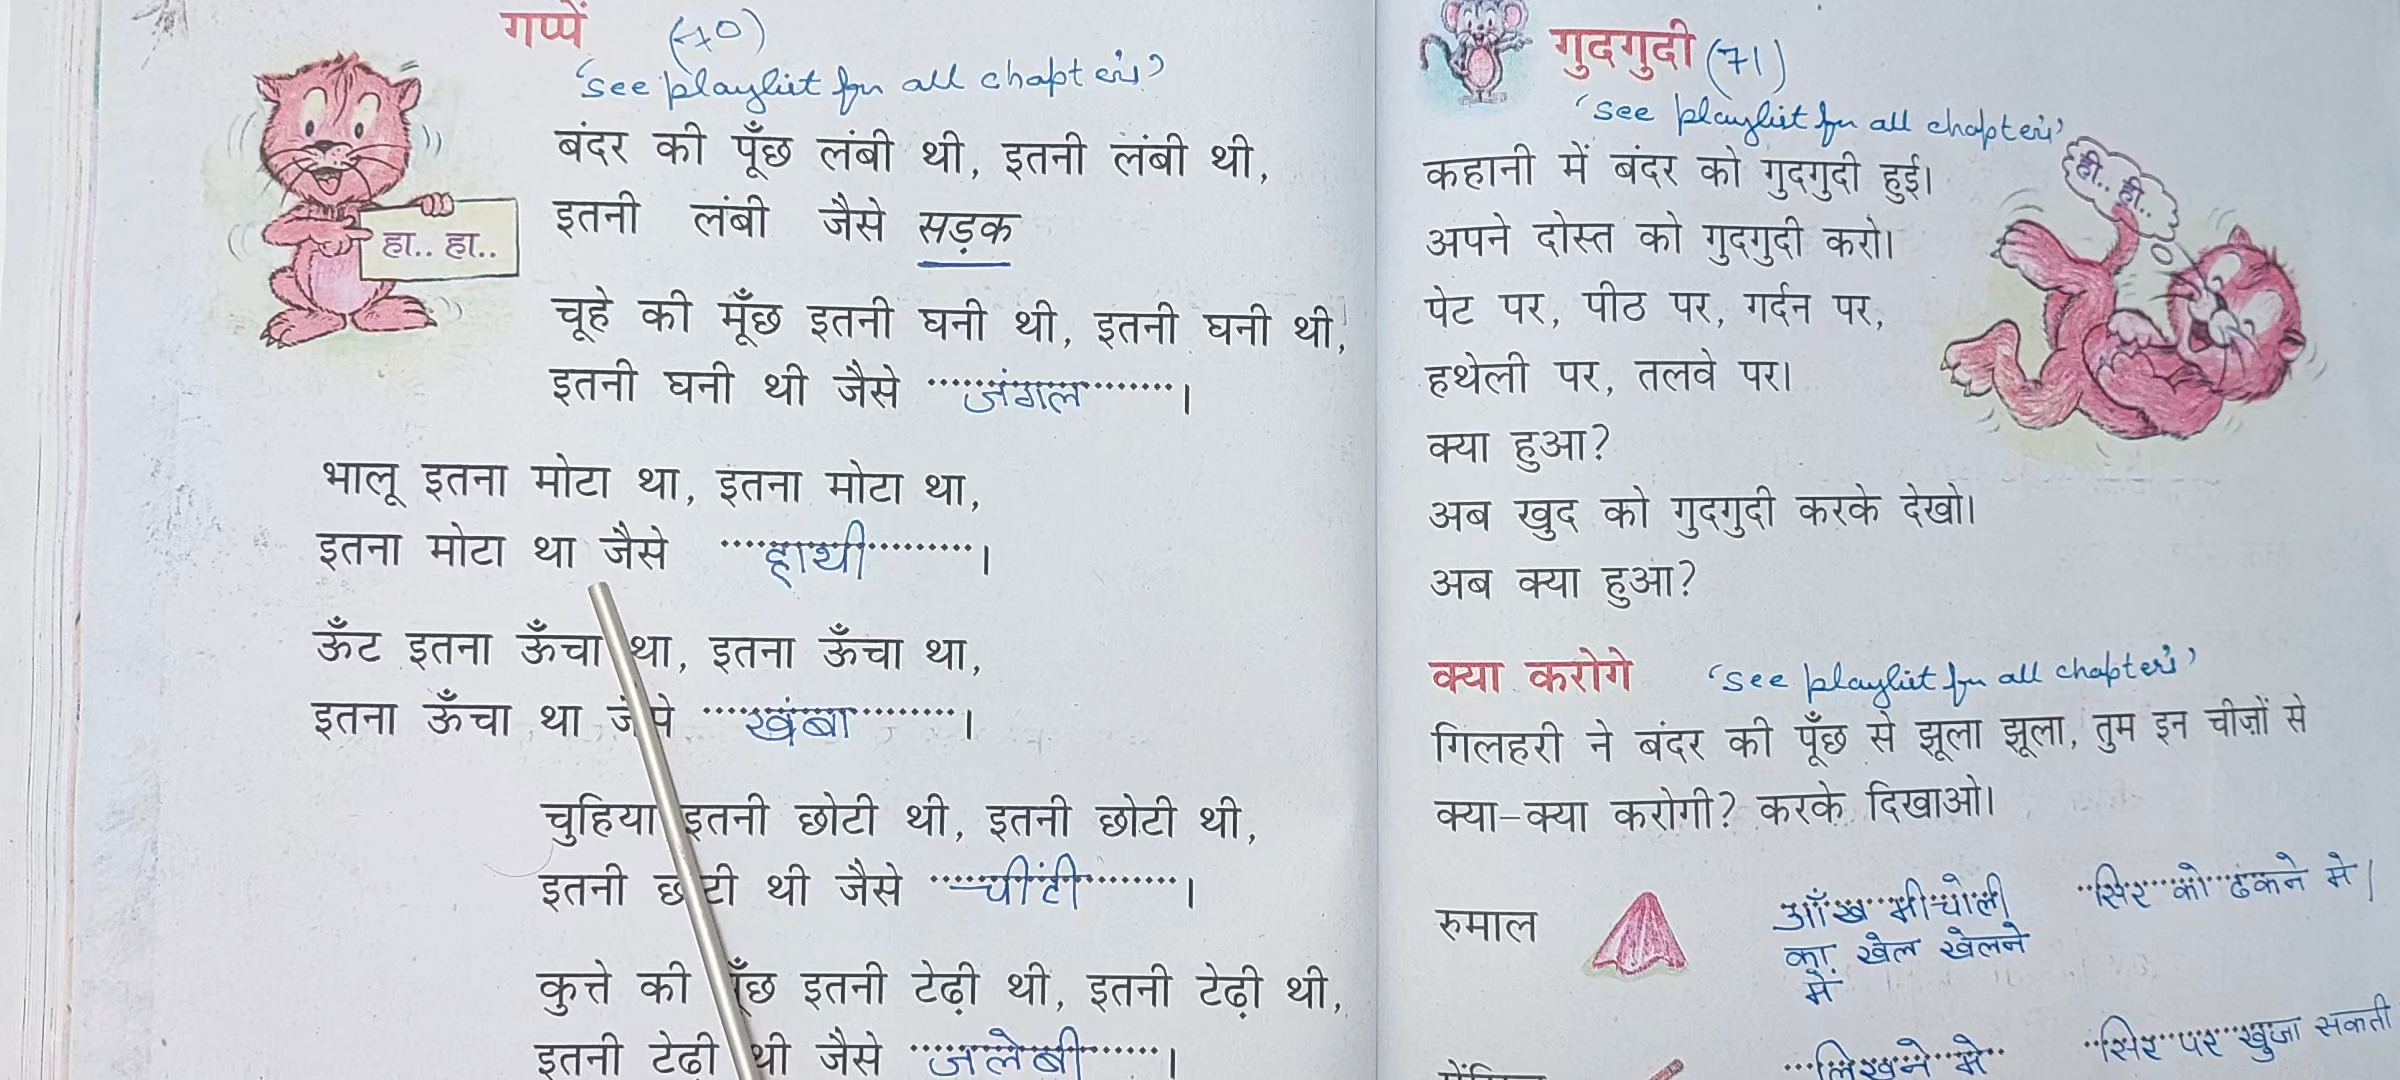 गप्पें (70)
'see playlist for all chapters'
हा.. हा..
बंदर की पूँछ लंबी थी, इतनी लंबी थी,
इतनी लंबी जैसे सड़क
चूहे की मूँछ इतनी घनी थी, इतनी घनी थी,
इतनी घनी थी जैसे जंगल।
भालू इतना मोटा था, इतना मोटा था,
इतना मोटा था जैसे हाथी।
ऊँट इतना ऊँचा था, इतना ऊँचा था,
इतना ऊँचा था जैसे खंबा।
चुहिया इतनी छोटी थी, इतनी छोटी थी,
इतनी छोटी थी जैसे चींटी।
कुत्ते की पूँछ इतनी टेढ़ी थी, इतनी टेढ़ी थी,
इतनी टेढ़ी थी जैसे जलेबी।
गुदगुदी (71)
'see playlist for all chapters'
ही.. ही..
कहानी में बंदर को गुदगुदी हुई।
अपने दोस्त को गुदगुदी करो।
पेट पर, पीठ पर, गर्दन पर,
हथेली पर, तलवे पर।
क्या हुआ?
अब खुद को गुदगुदी करके देखो।
अब क्या हुआ?
क्या करोगे 'see playlist for all chapters'
गिलहरी ने बंदर की पूँछ से झूला झूला, तुम इन चीज़ों से
क्या-क्या करोगी? करके दिखाओ।
रुमाल आँख मीचोली सिर को ढंकने मे।
का खेल खेलने
में
लिखने मे सिर पर खुजा सकती